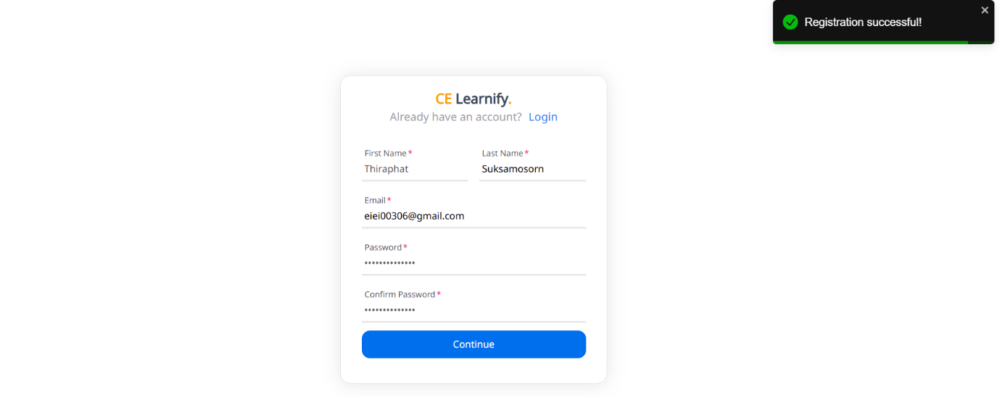 Registration successful!
CE Learnify.
Already have an account? Login
First Name* Last Name*
Thiraphat Suksamosorn
Email*
eiei00306@gmail.com
Password*
••••••••••••••
Confirm Password*
••••••••••••••
Continue